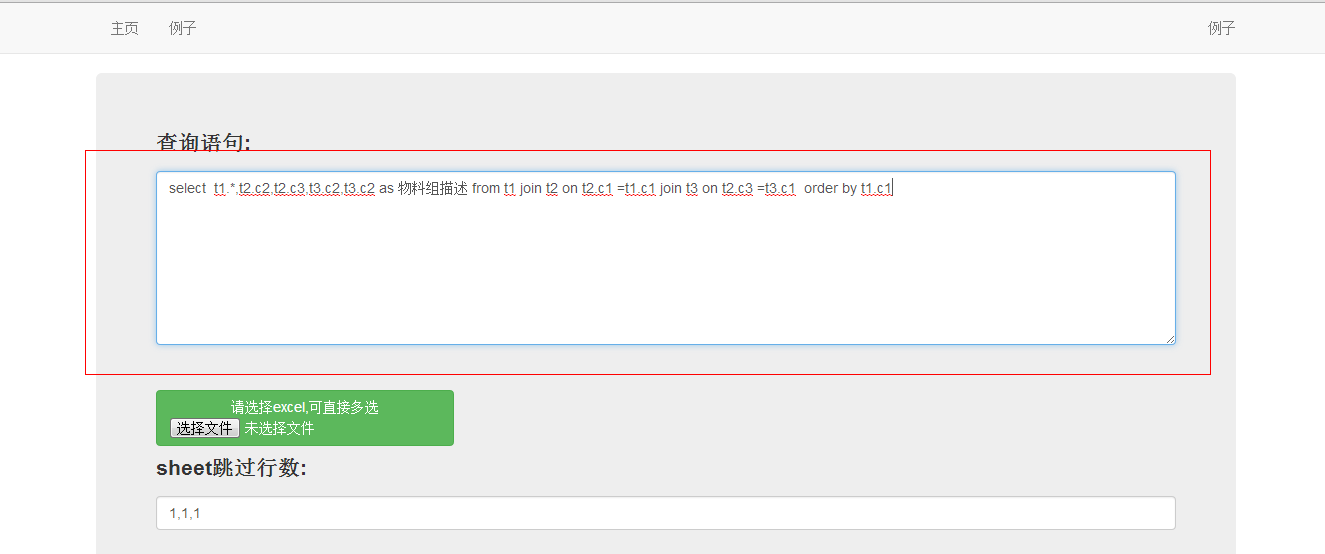 主页 例子 例子
查询语句:
select  t1.*,t2.c2,t2.c3,t3.c2,t3.c2 as 物料组描述 from t1 join t2 on t2.c1 =t1.c1 join t3 on t2.c3 =t3.c1  order by t1.c1
请选择excel,可直接多选
选择文件 未选择文件
sheet跳过行数:
1,1,1